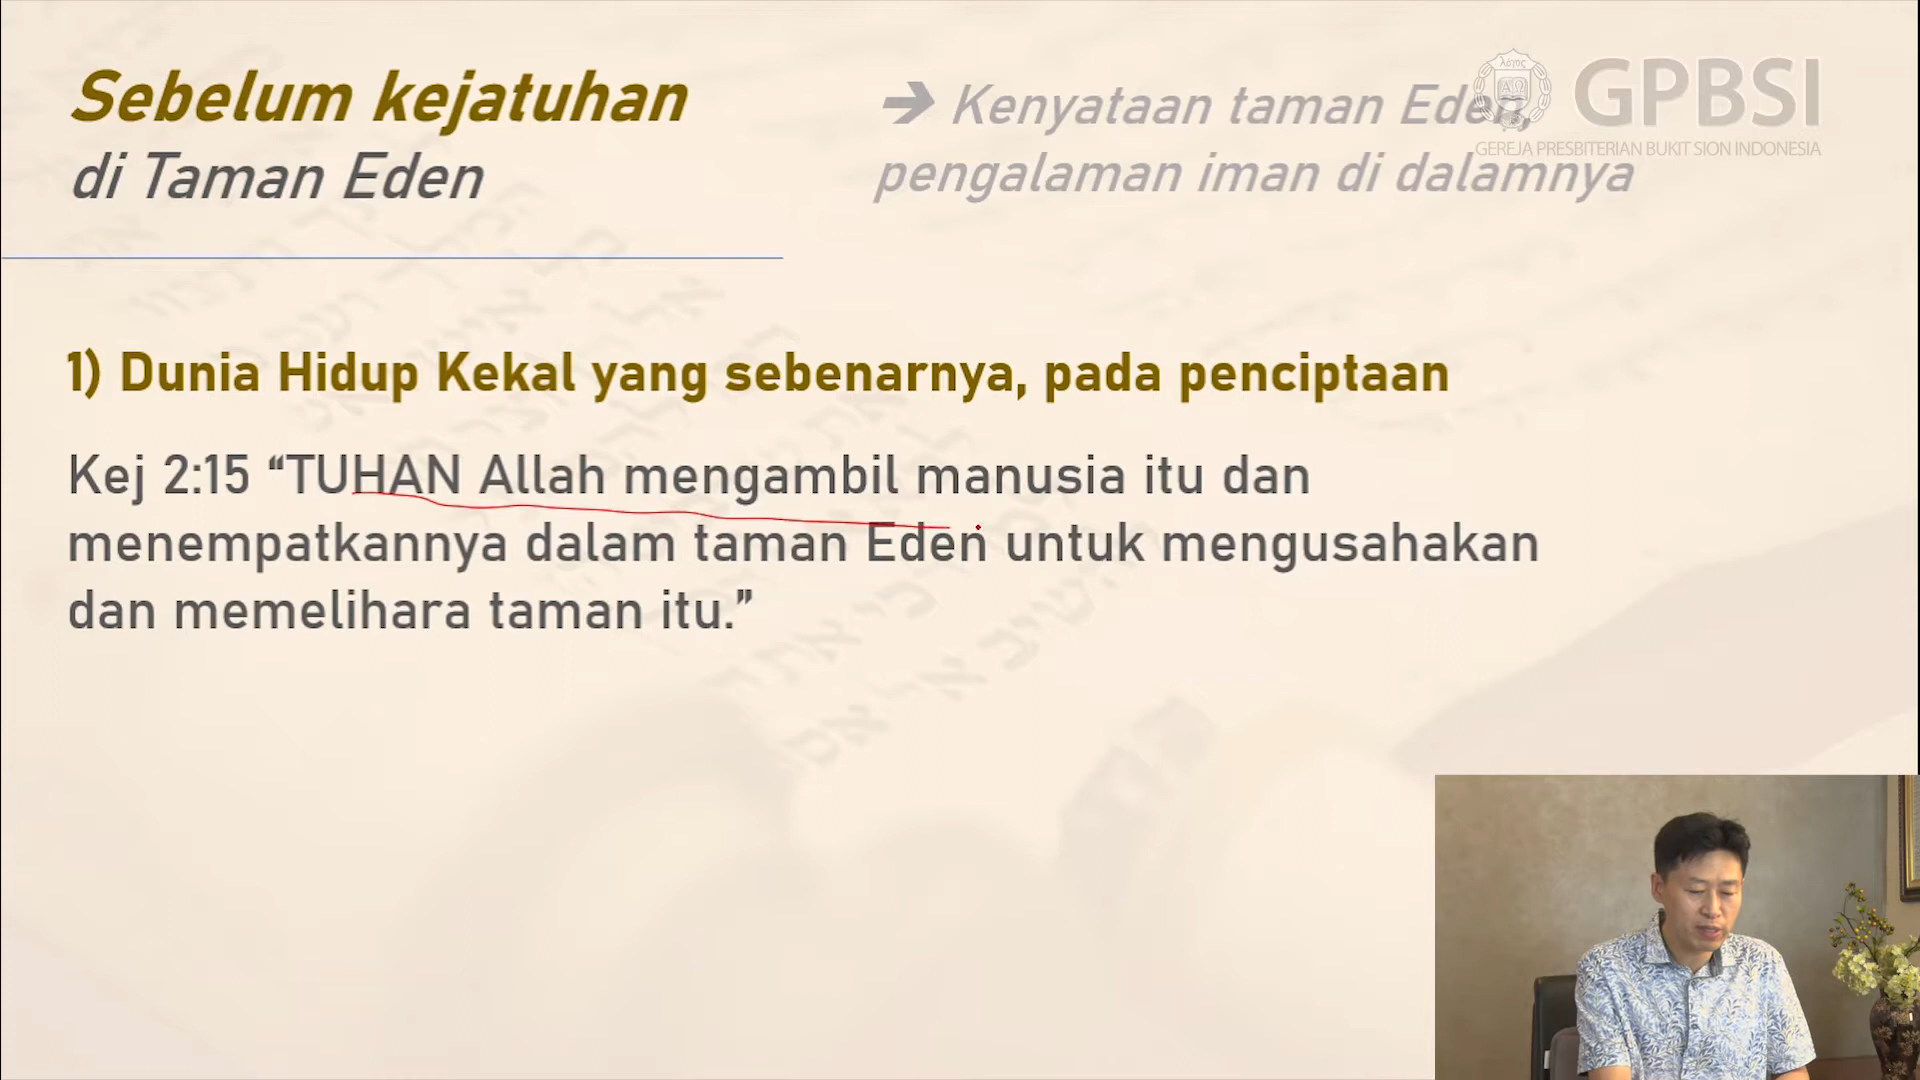 Sebelum kejatuhan
di Taman Eden
→ Kenyataan taman Eden,
pengalaman iman di dalamnya
GPBSI
GEREJA PRESBITERIAN BUKIT SION INDONESIA
1) Dunia Hidup Kekal yang sebenarnya, pada penciptaan
Kej 2:15 “TUHAN Allah mengambil manusia itu dan
menempatkannya dalam taman Eden untuk mengusahakan
dan memelihara taman itu.”